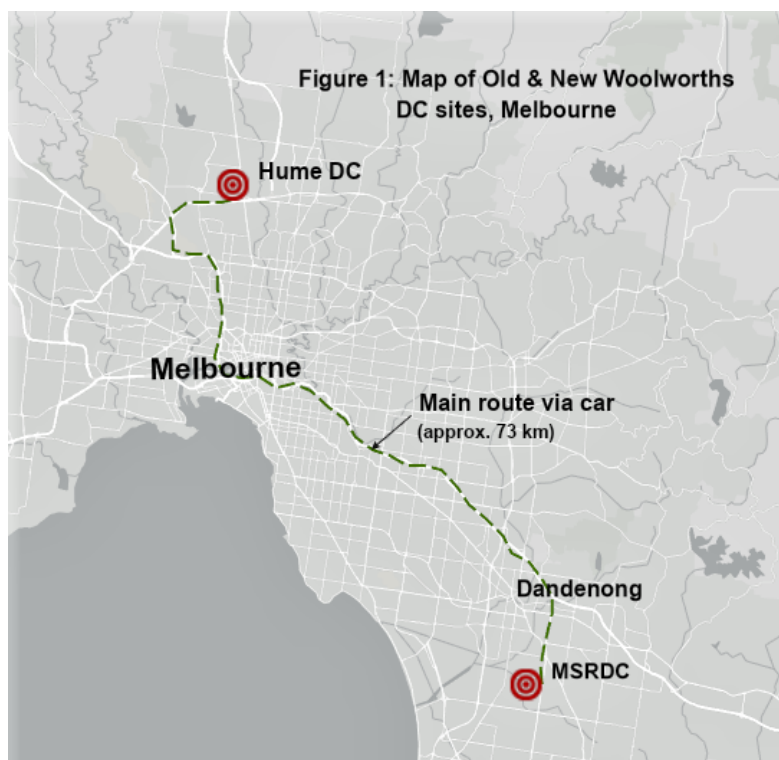 Figure 1: Map of Old & New Woolworths
DC sites, Melbourne
Hume DC
Melbourne
Main route via car
(approx. 73 km)
Dandenong
MSRDC